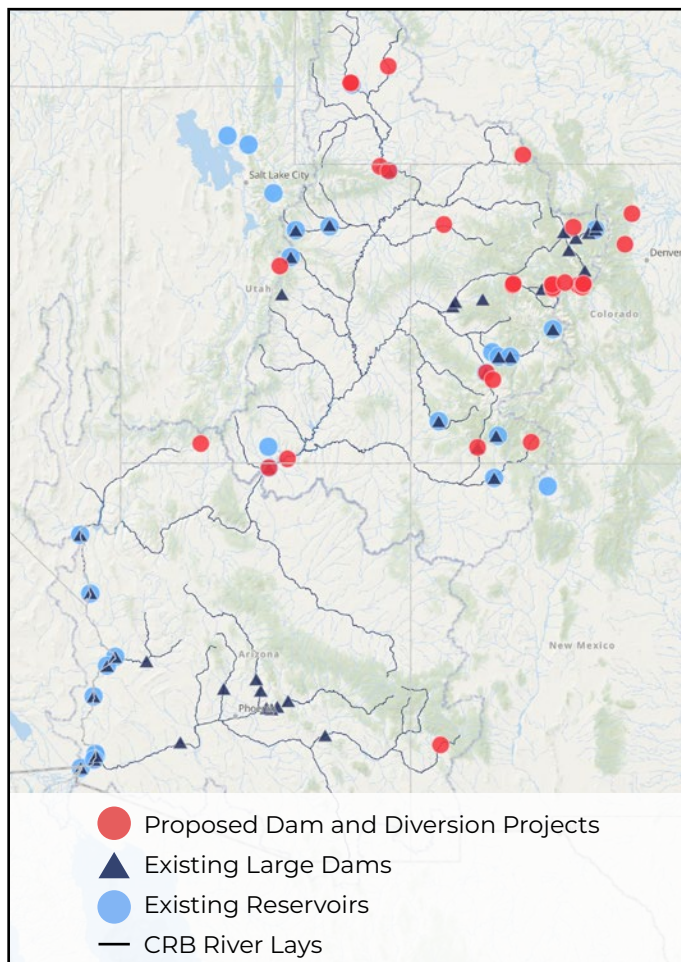 Salt Lake City
Denver
Utah
Colorado
Arizona
New Mexico
Proposed Dam and Diversion Projects
Existing Large Dams
Existing Reservoirs
CRB River Lays